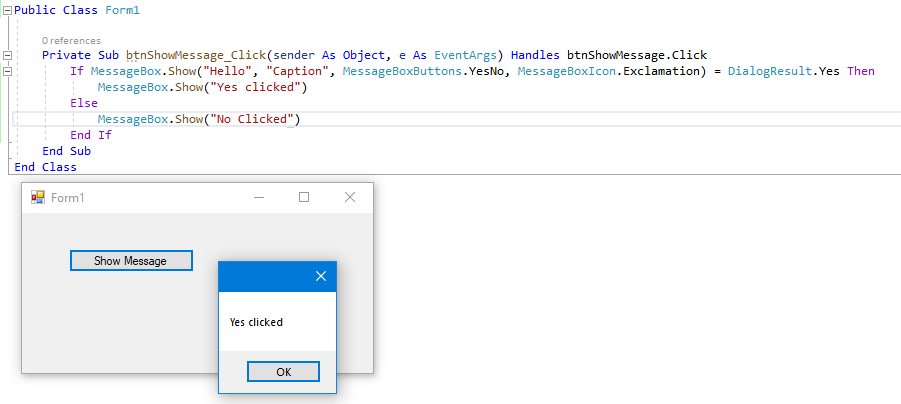 Public Class Form1
0 references
Private Sub btnShowMessage_Click(sender As Object, e As EventArgs) Handles btnShowMessage.Click
If MessageBox.Show("Hello", "Caption", MessageBoxButtons.YesNo, MessageBoxIcon.Exclamation) = DialogResult.Yes Then
MessageBox.Show("Yes clicked")
Else
MessageBox.Show("No Clicked")
End If
End Sub
End Class
Form1
Show Message
Yes clicked
OK